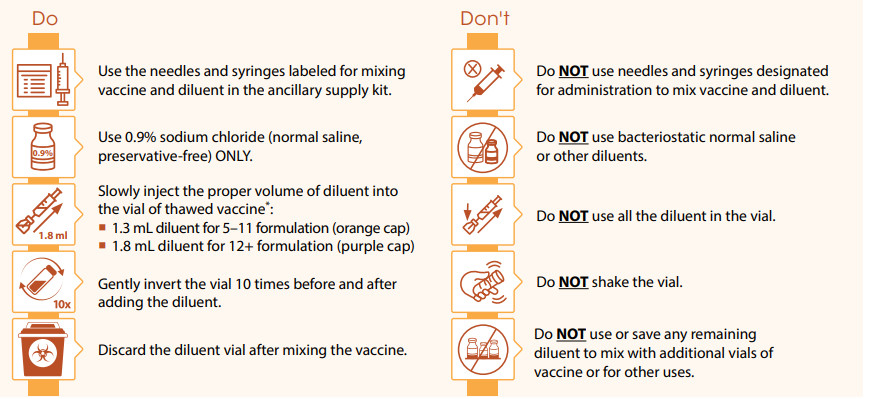 Do
Use the needles and syringes labeled for mixing
vaccine and diluent in the ancillary supply kit.
0.9%
Use 0.9% sodium chloride (normal saline,
preservative-free) ONLY.
Slowly inject the proper volume of diluent into
the vial of thawed vaccine*:
1.8 ml
■ 1.3 mL diluent for 5–11 formulation (orange cap)
■ 1.8 mL diluent for 12+ formulation (purple cap)
Gently invert the vial 10 times before and after
adding the diluent.
10x
Discard the diluent vial after mixing the vaccine.
Don't
Do NOT use needles and syringes designated
for administration to mix vaccine and diluent.
Do NOT use bacteriostatic normal saline
or other diluents.
Do NOT use all the diluent in the vial.
Do NOT shake the vial.
Do NOT use or save any remaining
diluent to mix with additional vials of
vaccine or for other uses.